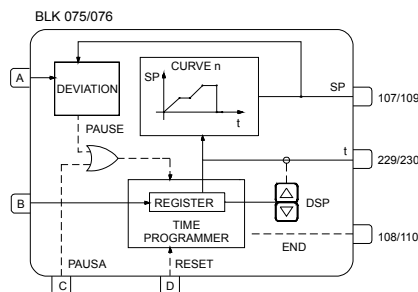 BLK 075/076
CURVE n
SP
t
A
DEVIATION
SP
107/109
PAUSE
t
229/230
B
REGISTER
DSP
TIME
PROGRAMMER
END
108/110
PAUSA
RESET
C
D